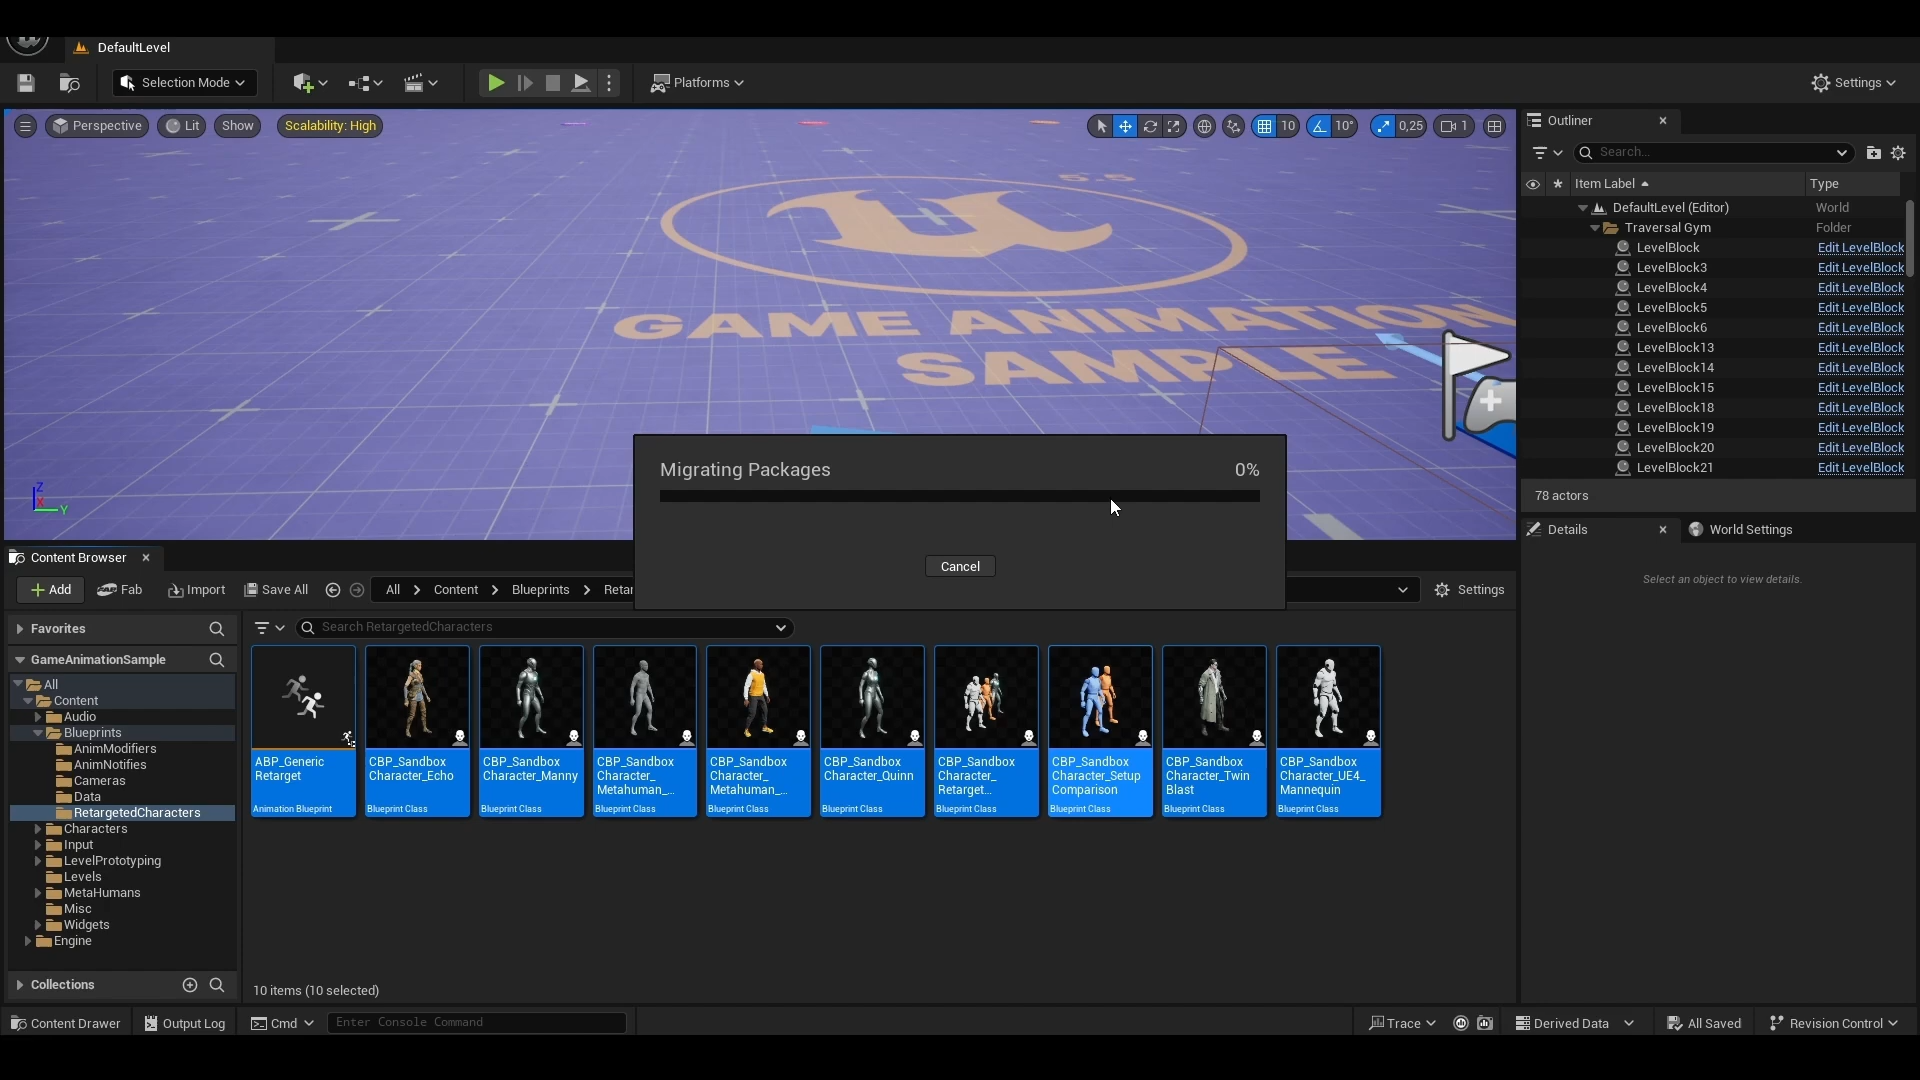 DefaultLevel
Selection Mode
Platforms
Settings
Perspective
Lit
Show
Scalability: High
10
10°
0,25
1
5.5
GAME ANIMATION
SAMPLE
Z
X
Y
Outliner
Search...
Item Label
Type
DefaultLevel (Editor)
World
Traversal Gym
Folder
LevelBlock
Edit LevelBlock
LevelBlock3
Edit LevelBlock
LevelBlock4
Edit LevelBlock
LevelBlock5
Edit LevelBlock
LevelBlock6
Edit LevelBlock
LevelBlock13
Edit LevelBlock
LevelBlock14
Edit LevelBlock
LevelBlock15
Edit LevelBlock
LevelBlock18
Edit LevelBlock
LevelBlock19
Edit LevelBlock
LevelBlock20
Edit LevelBlock
LevelBlock21
Edit LevelBlock
78 actors
Details
World Settings
Select an object to view details.
Migrating Packages
0%
Cancel
Content Browser
Add
Fab
Import
Save All
All
Content
Blueprints
Retar
Settings
Favorites
GameAnimationSample
All
Content
Audio
Blueprints
AnimModifiers
AnimNotifies
Cameras
Data
RetargetedCharacters
Characters
Input
LevelPrototyping
Levels
MetaHumans
Misc
Widgets
Engine
Collections
Search RetargetedCharacters
ABP_Generic
Retarget
Animation Blueprint
CBP_Sandbox
Character_Echo
Blueprint Class
CBP_Sandbox
Character_Manny
Blueprint Class
CBP_Sandbox
Character_
Metahuman_...
Blueprint Class
CBP_Sandbox
Character_
Metahuman_...
Blueprint Class
CBP_Sandbox
Character_Quinn
Blueprint Class
CBP_Sandbox
Character_
Retarget...
Blueprint Class
CBP_Sandbox
Character_Setup
Comparison
Blueprint Class
CBP_Sandbox
Character_Twin
Blast
Blueprint Class
CBP_Sandbox
Character_UE4_
Mannequin
Blueprint Class
10 items (10 selected)
Content Drawer
Output Log
Cmd
Enter Console Command
Trace
Derived Data
All Saved
Revision Control